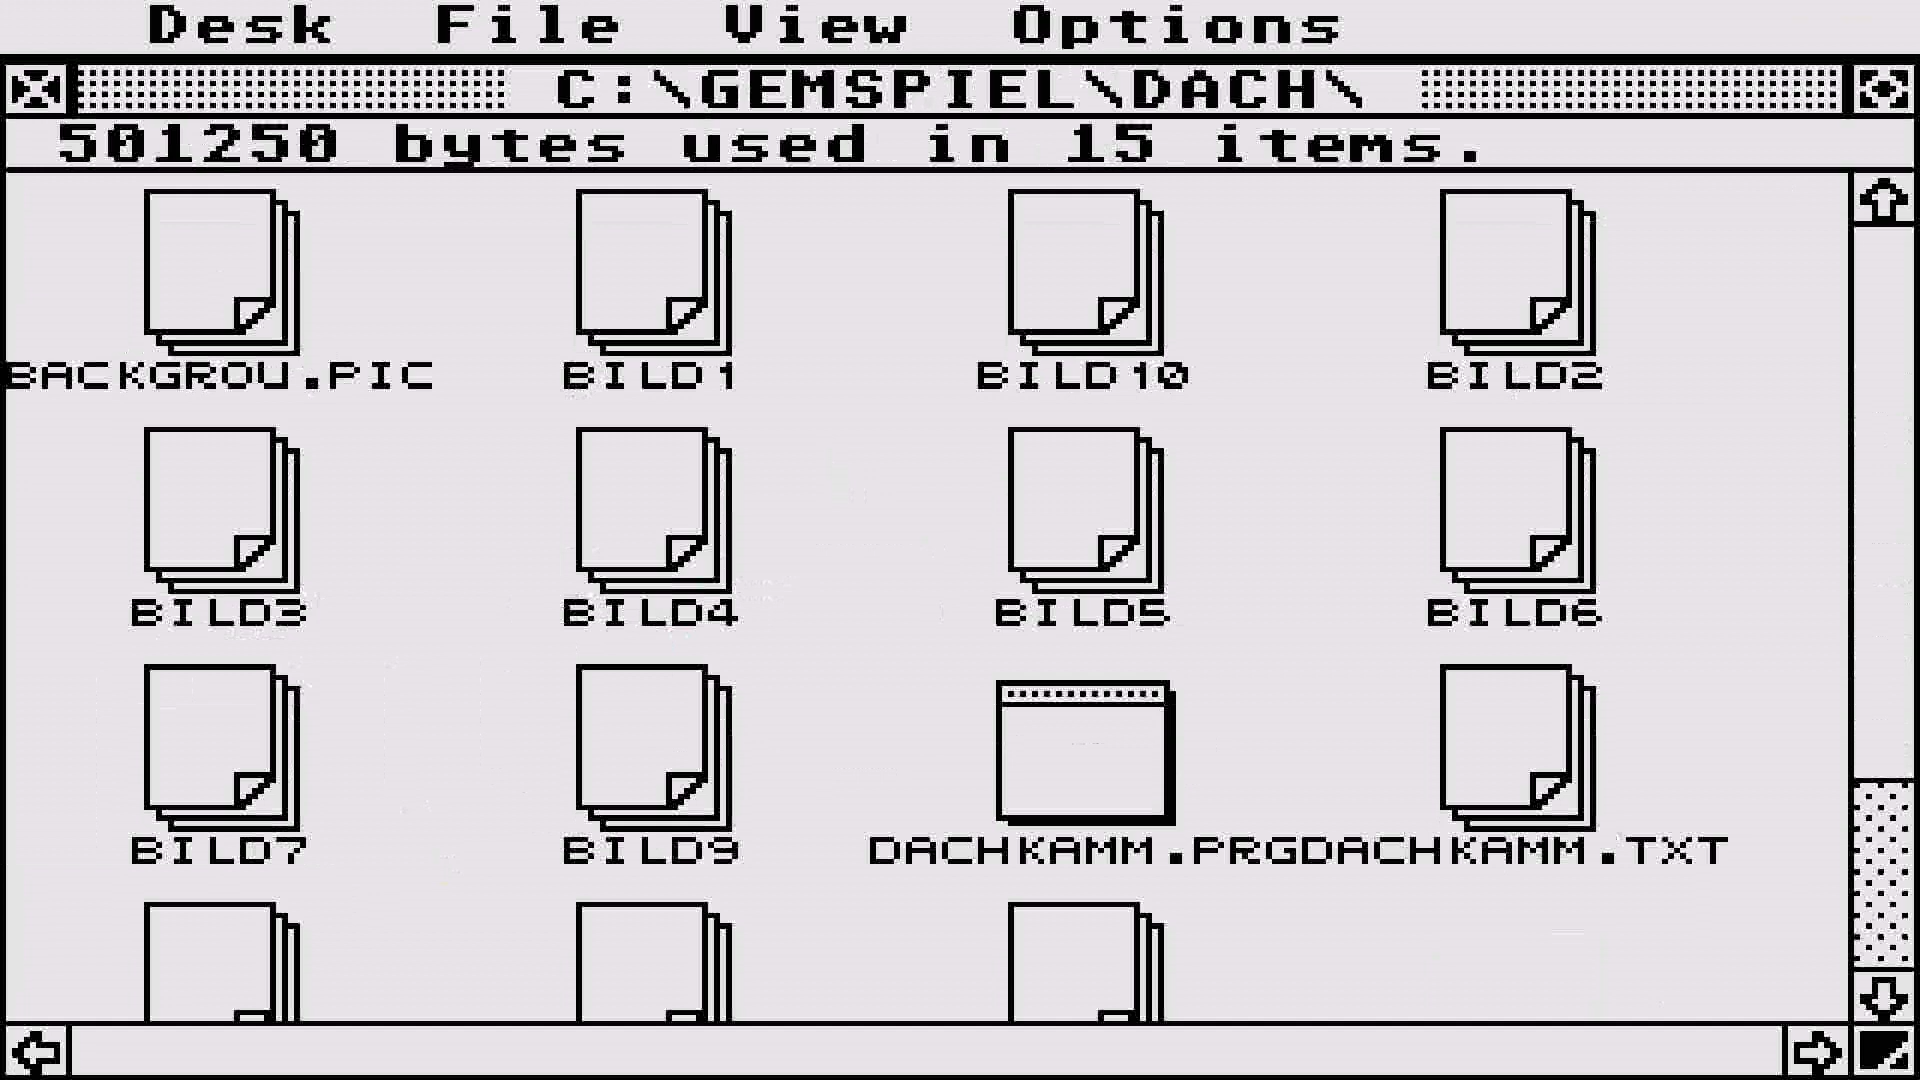 Desk File View Options
C:\GEMSPIEL\DACH\
501250 bytes used in 15 items.
BACKGROU.PIC BILD1 BILD10 BILD2
BILD3 BILD4 BILD5 BILD6
BILD7 BILD9 DACHKAMM.PRGDACHKAMM.TXT